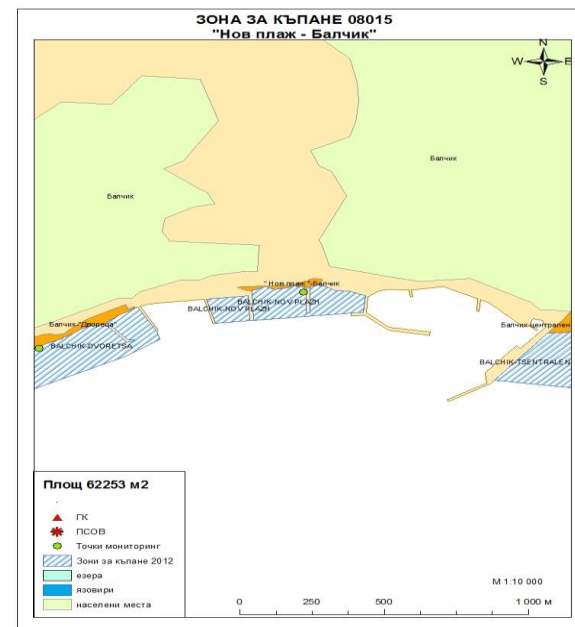 ЗОНА ЗА КЪПАНЕ 08015
"Нов плаж - Балчик"
N
W E
S
Балчик
Балчик
"Нов плаж"-Балчик
BALCHIK-NOV PLAZH
BALCHIK-NOV PLAZH
Балчик-"Двореца"
BALCHIK-DVORETSA
Балчик-централен
BALCHIK-TSENTRALEN
Площ 62253 м2
ГК
ПСОВ
Точки мониторинг
Зони за къпане 2012
езера
язовири
населени места
М 1:10 000
0 250 500 1 000 м